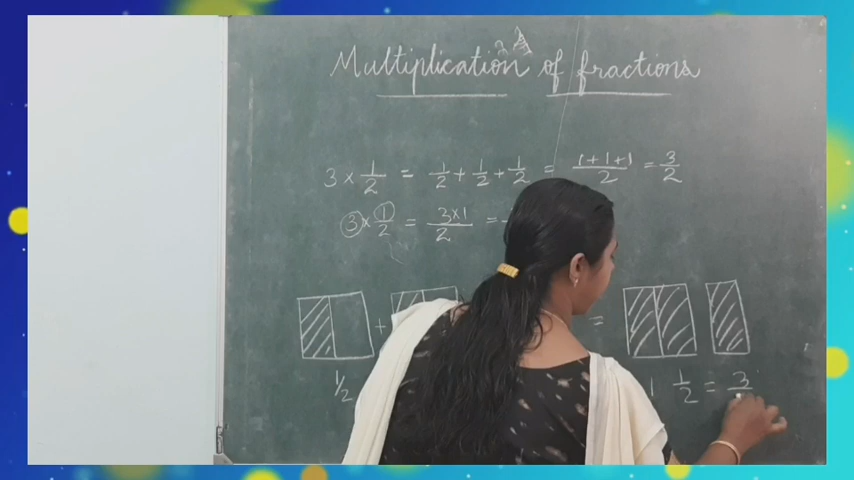 Multiplication of fractions
3 × 1/2 = 1/2 + 1/2 + 1/2 = 1+1+1/2 = 3/2
3 × 1/2 = 3×1/2 =
+ =
1/2 1 1/2 = 3